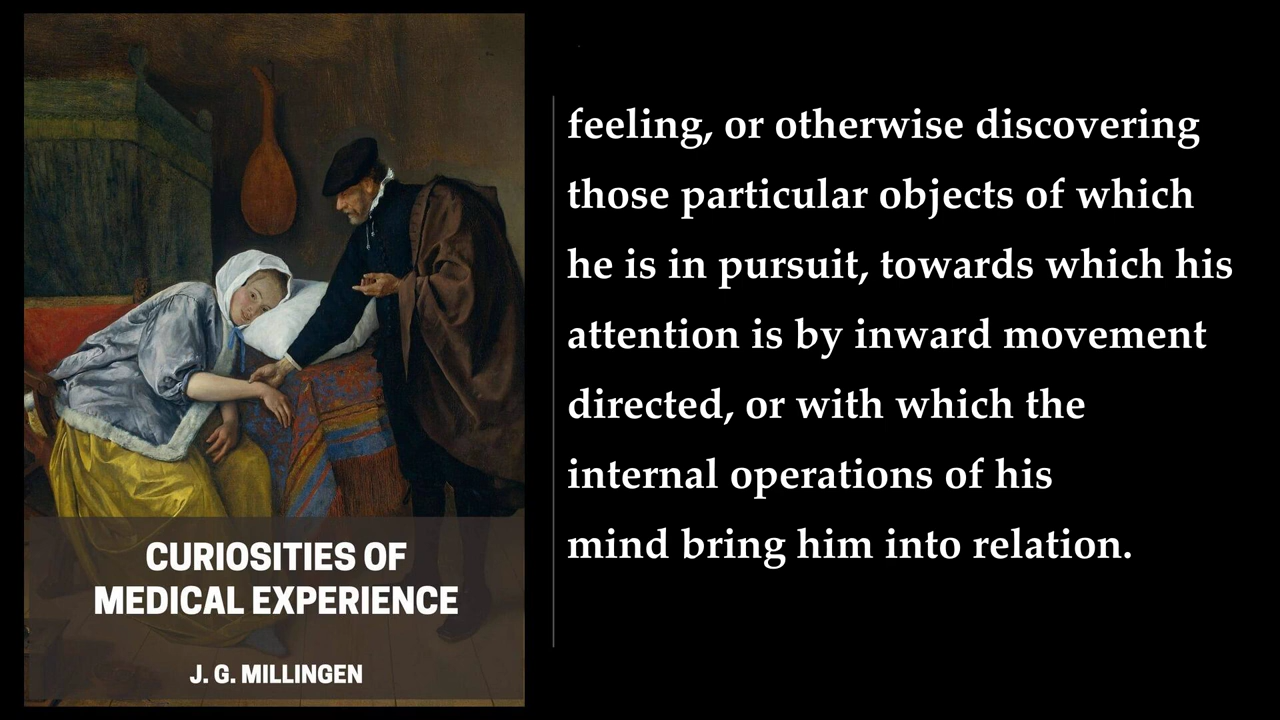 CURIOSITIES OF
MEDICAL EXPERIENCE
J. G. MILLINGEN
feeling, or otherwise discovering
those particular objects of which
he is in pursuit, towards which his
attention is by inward movement
directed, or with which the
internal operations of his
mind bring him into relation.